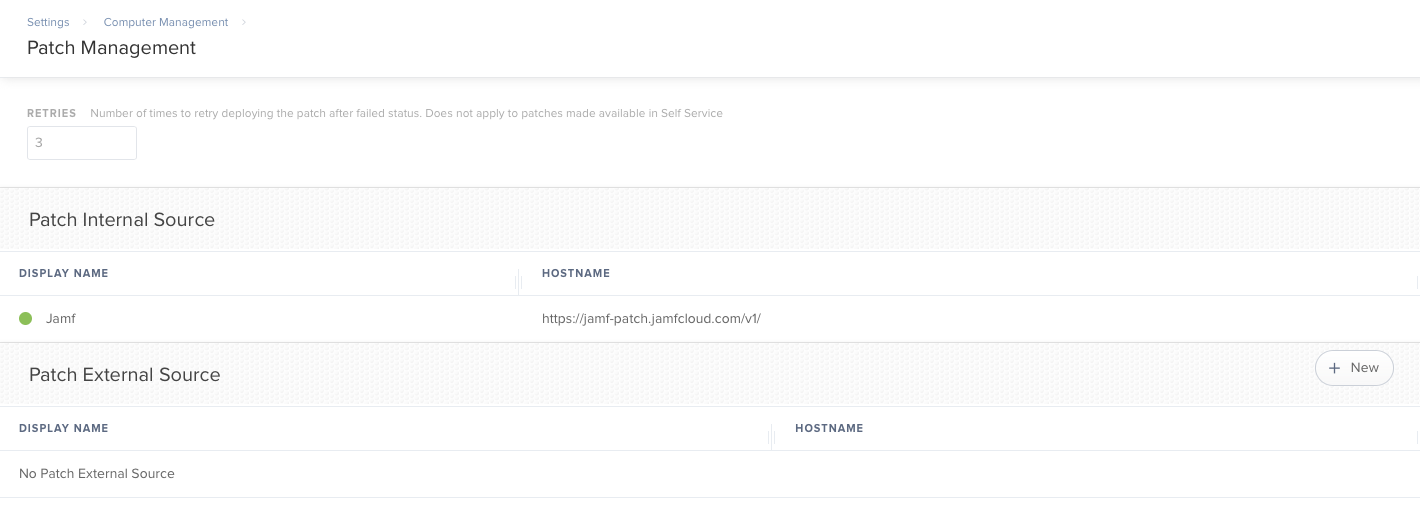 Settings > Computer Management >
Patch Management
RETRIES Number of times to retry deploying the patch after failed status. Does not apply to patches made available in Self Service
3
Patch Internal Source
DISPLAY NAME HOSTNAME
Jamf https://jamf-patch.jamfcloud.com/v1/
Patch External Source + New
DISPLAY NAME HOSTNAME
No Patch External Source